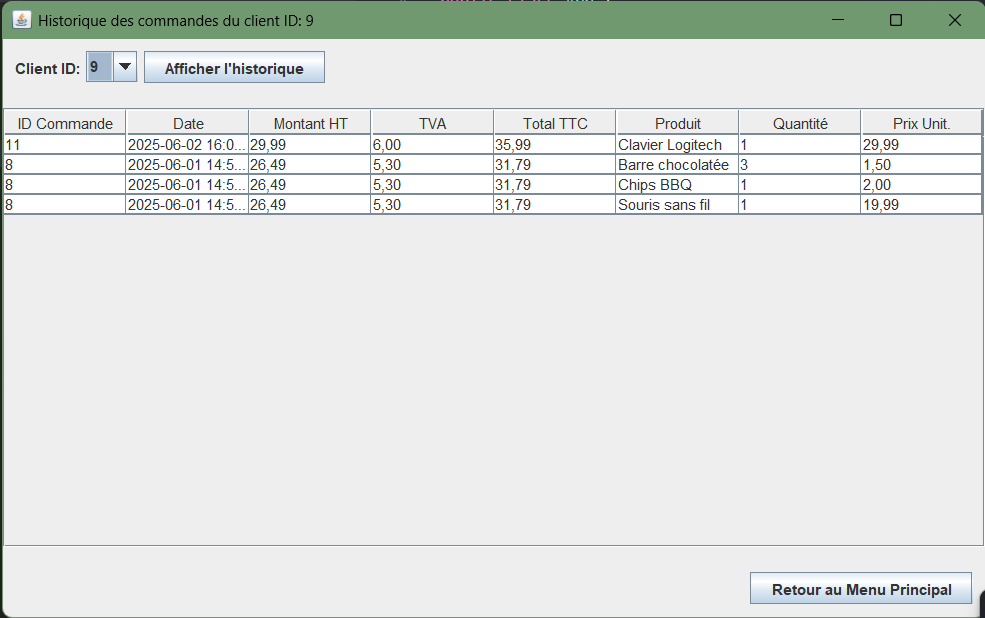 Historique des commandes du client ID: 9
Client ID: 9 Afficher l'historique
ID Commande Date Montant HT TVA Total TTC Produit Quantité Prix Unit.
11 2025-06-02 16:0... 29,99 6,00 35,99 Clavier Logitech 1 29,99
8 2025-06-01 14:5... 26,49 5,30 31,79 Barre chocolatée 3 1,50
8 2025-06-01 14:5... 26,49 5,30 31,79 Chips BBQ 1 2,00
8 2025-06-01 14:5... 26,49 5,30 31,79 Souris sans fil 1 19,99
Retour au Menu Principal